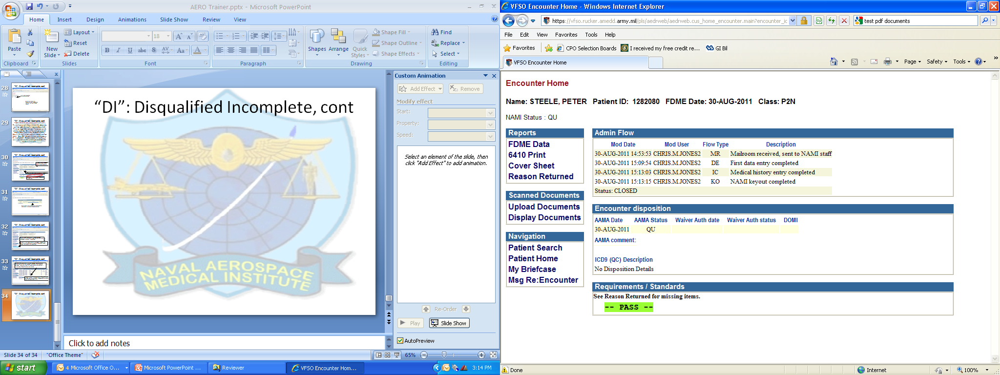 AERO Trainer.pptx - Microsoft PowerPoint
Home Insert Design Animations Slide Show Review View
Paste
Clipboard
New Slide
Layout
Reset
Delete
Slides
18
B I U abc S AV Aa A
Font
Paragraph
Shapes Arrange Quick Styles
Shape Fill
Shape Outline
Shape Effects
Drawing
Find
Replace
Select
Editing
28
29
30
31
32
33
34
“DI”: Disqualified Incomplete, cont
NAVAL AEROSPACE
MEDICAL INSTITUTE
Click to add notes
Custom Animation
Add Effect Remove
Modify effect
Start:
Property:
Speed:
Select an element of the slide, then
click "Add Effect" to add animation.
Re-Order
Play Slide Show
AutoPreview
Slide 34 of 34 "Office Theme" 65%
start 4 Microsoft Office O... Microsoft PowerPoint ... Reviewer VFSO Encounter Hom... 3:14 PM
VFSO Encounter Home - Windows Internet Explorer
https://vfso.rucker.amedd.army.mil/pls/aedrweb/aedrweb.cus_home_encounter.main?encounter_ic
test pdf documents
File Edit View Favorites Tools Help
Favorites CPO Selection Boards I received my free credit re... GI Bil
VFSO Encounter Home
Page Safety Tools
Encounter Home
Name: STEELE, PETER Patient ID: 1282080 FDME Date: 30-AUG-2011 Class: P2N
NAMI Status : QU
Reports
FDME Data
6410 Print
Cover Sheet
Reason Returned
Scanned Documents
Upload Documents
Display Documents
Navigation
Patient Search
Patient Home
My Briefcase
Msg Re:Encounter
Admin Flow
Mod Date Mod User Flow Type Description
30-AUG-2011 14:53:53 CHRIS.M.JONES2 MR Mailroom received, sent to NAMI staff
30-AUG-2011 15:09:54 CHRIS.M.JONES2 DE First data entry completed
30-AUG-2011 15:13:03 CHRIS.M.JONES2 IC Medical history entry completed
30-AUG-2011 15:13:15 CHRIS.M.JONES2 KO NAMI keyout completed
Status: CLOSED
Encounter disposition
AAMA Date AAMA Status Waiver Auth date Waiver Auth status DOMI
30-AUG-2011 QU
AAMA comment:
ICD9 (QC) Description
No Disposition Details
Requirements / Standards
See Reason Returned for missing items.
-- PASS --
Done Internet 100%